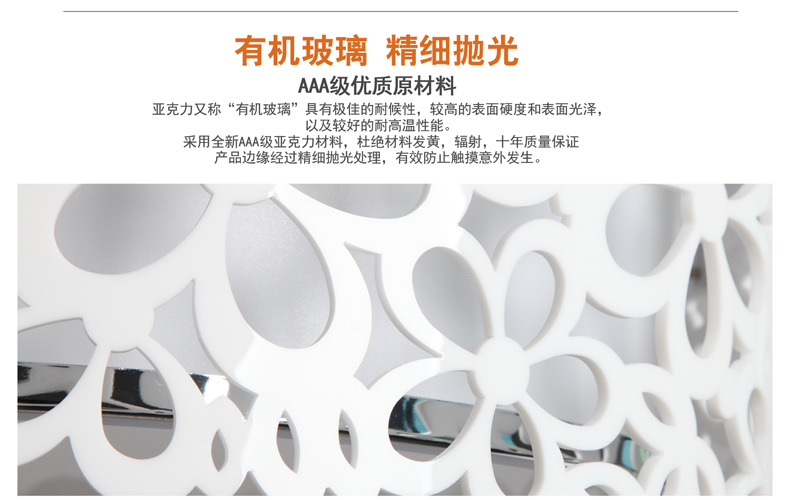 有机玻璃 精细抛光
AAA级优质原材料
亚克力又称“有机玻璃”具有极佳的耐候性，较高的表面硬度和表面光泽，
以及较好的耐高温性能。
采用全新AAA级亚克力材料，杜绝材料发黄，辐射，十年质量保证
产品边缘经过精细抛光处理，有效防止触摸意外发生。